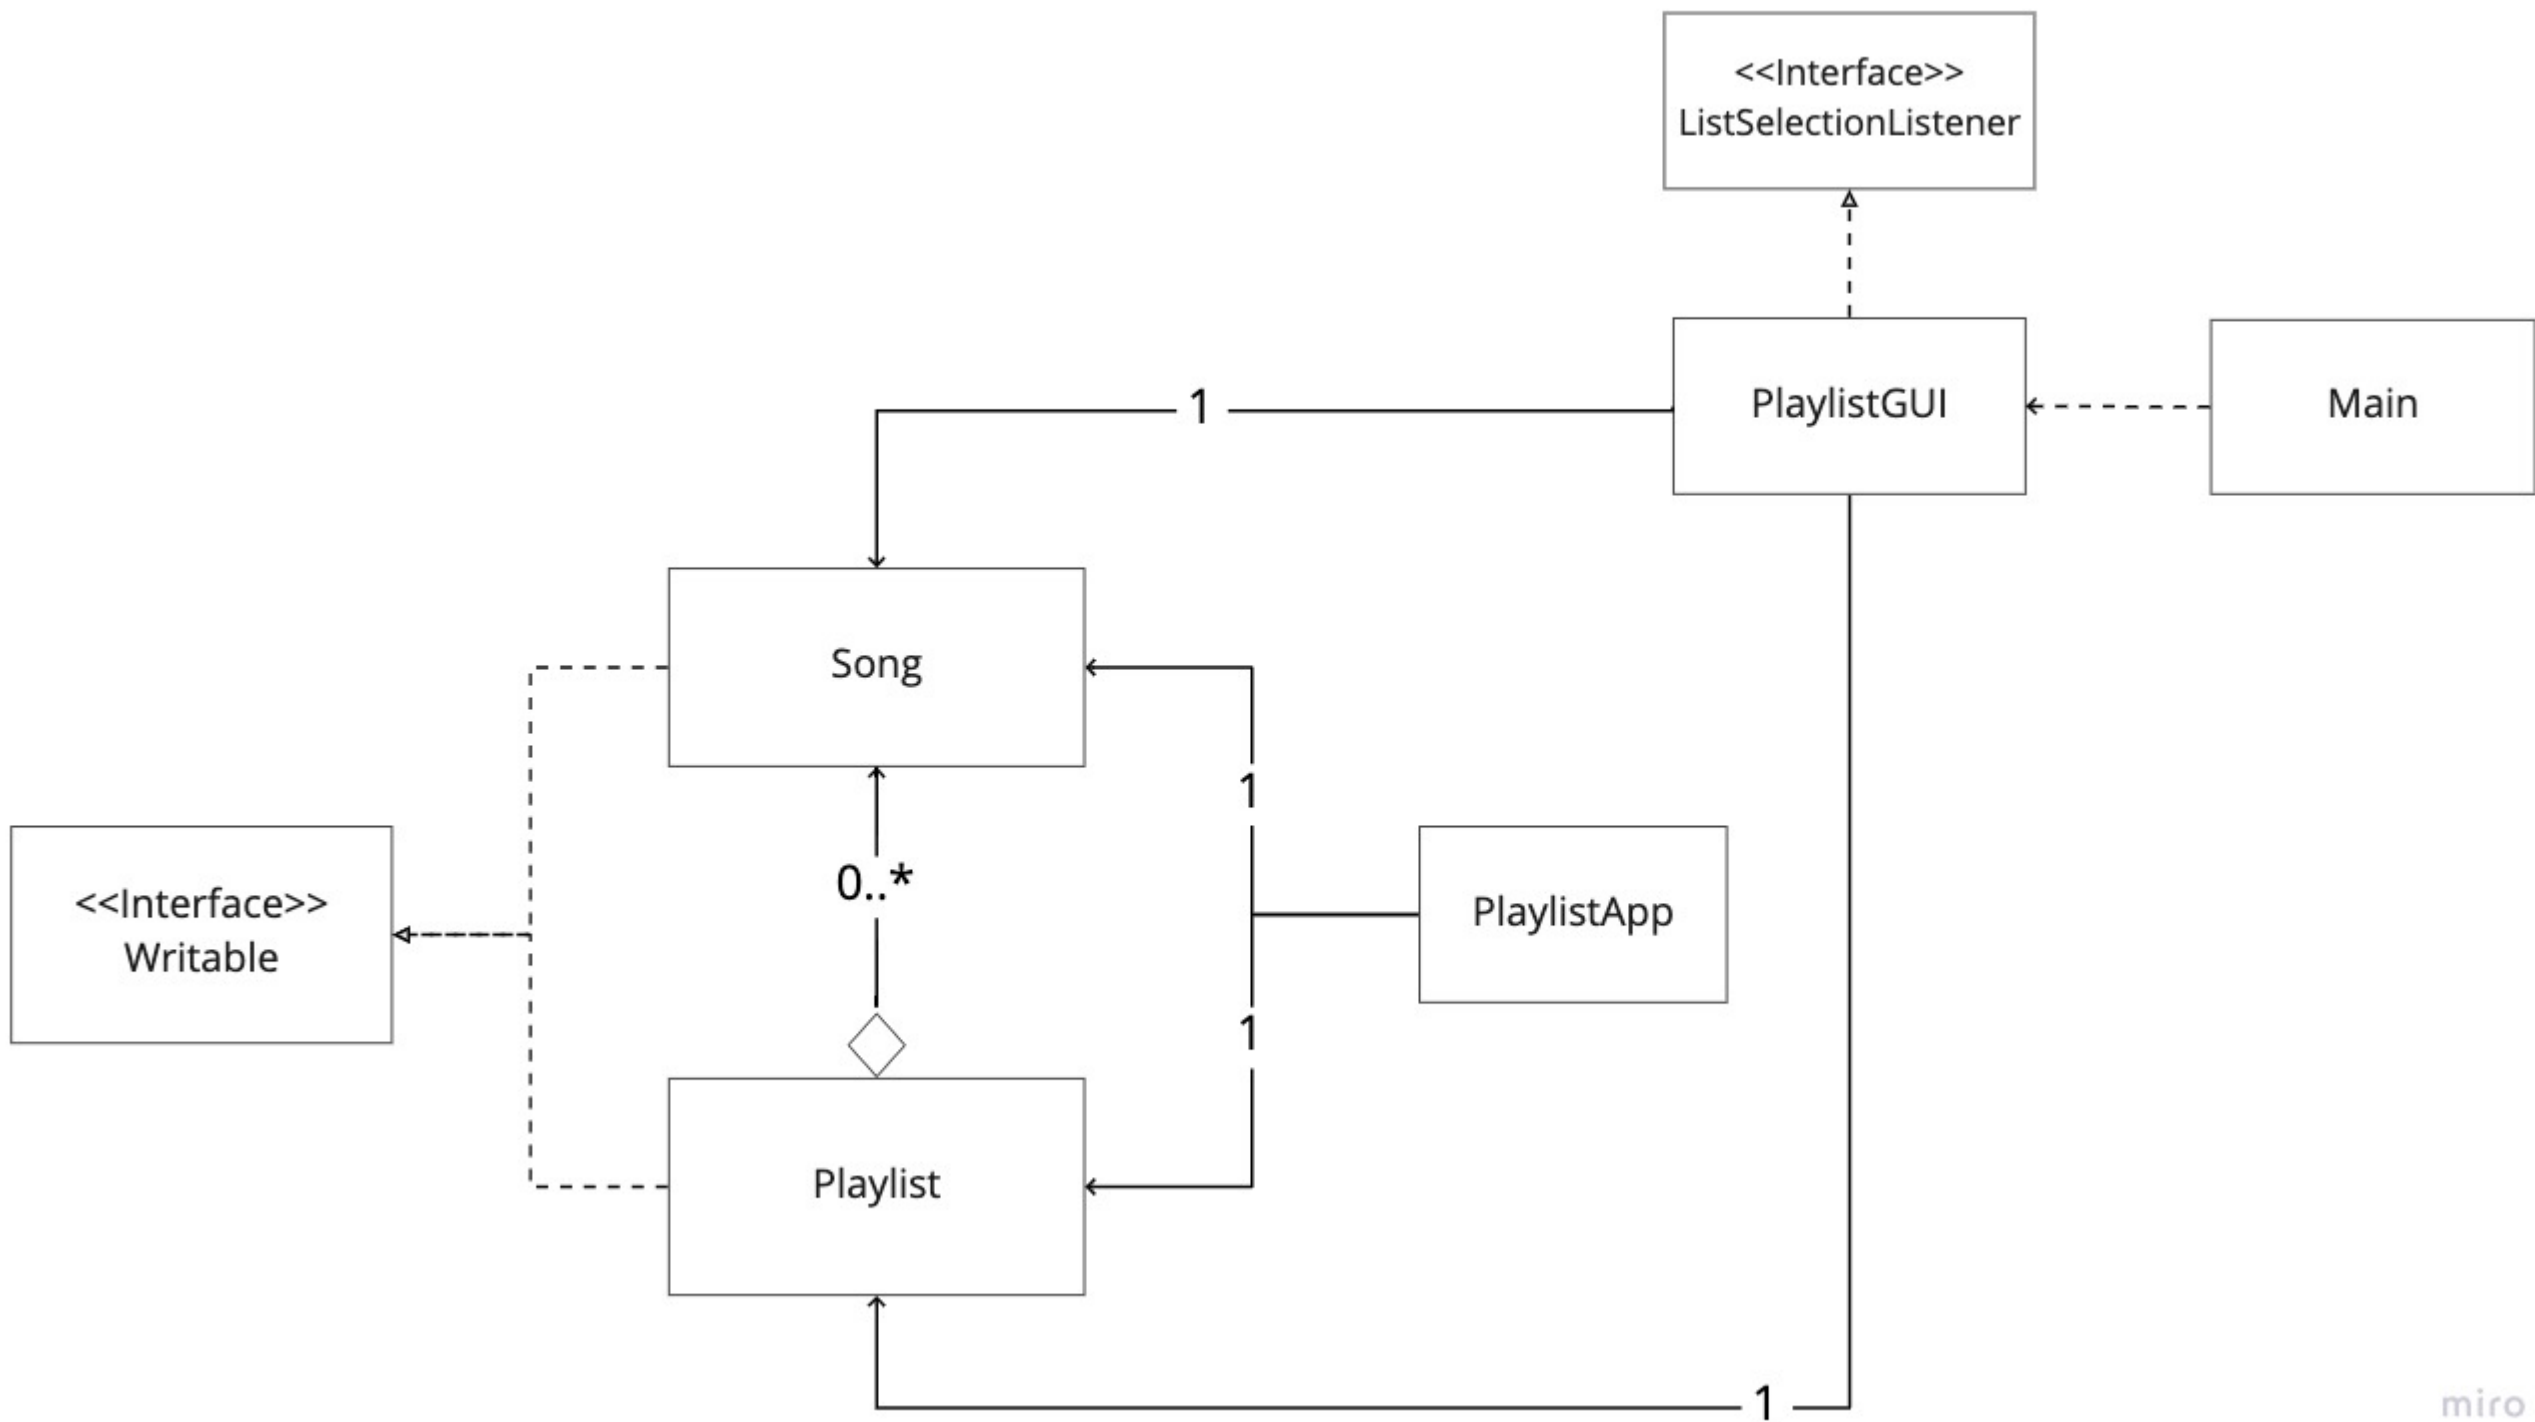 <<Interface>>
ListSelectionListener
PlaylistGUI
Main
1
Song
1
0..*
<<Interface>>
Writable
PlaylistApp
1
Playlist
1
miro